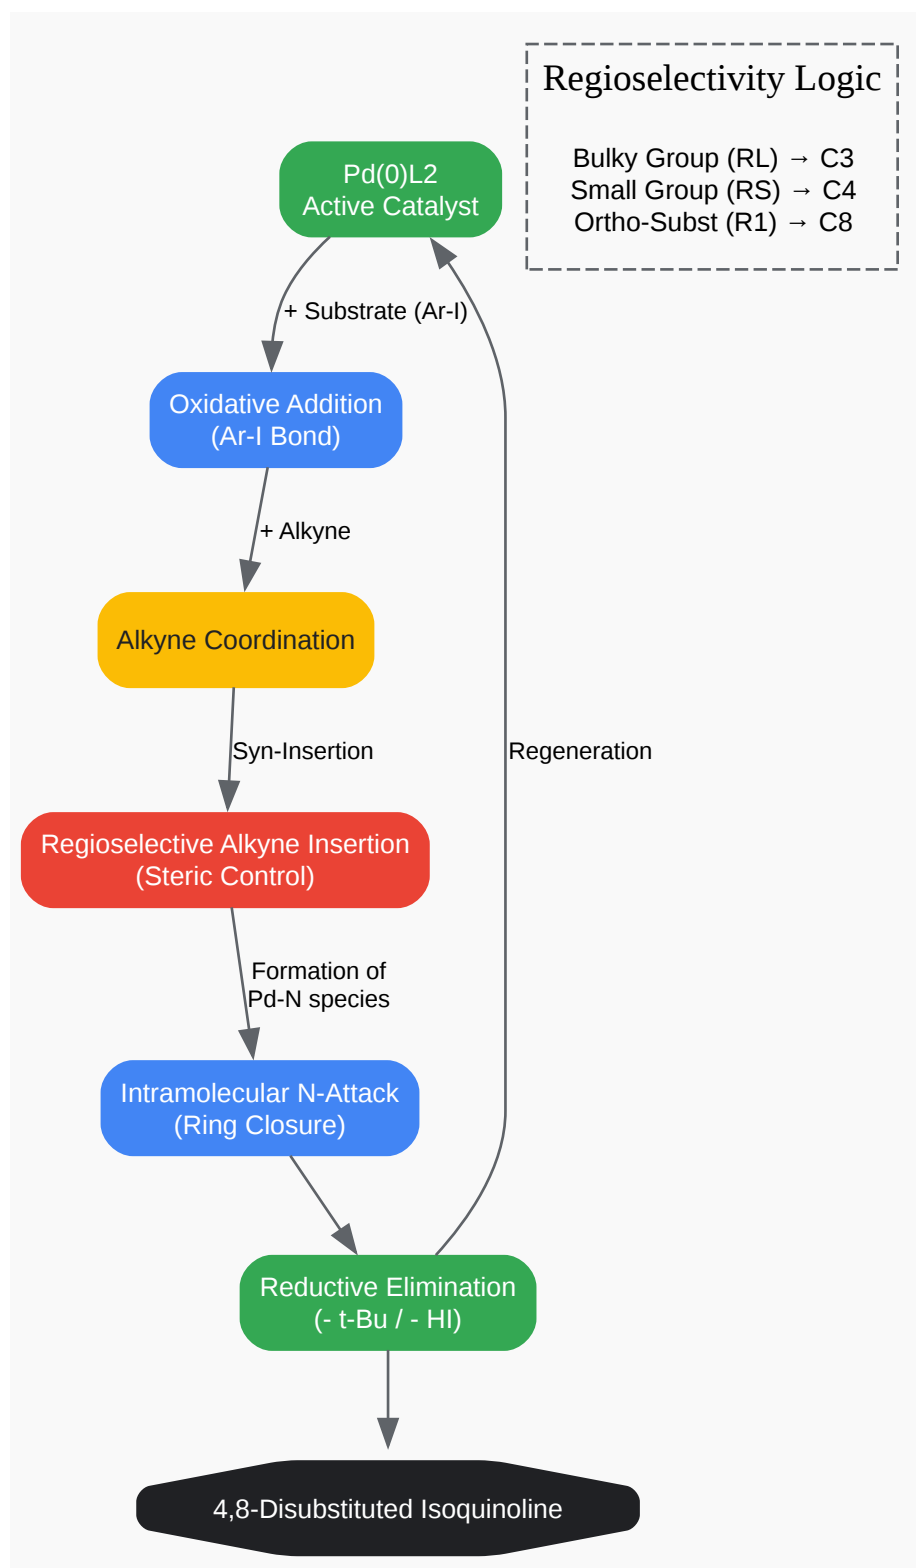 Regioselectivity Logic
Bulky Group (RL) → C3
Small Group (RS) → C4
Ortho-Subst (R1) → C8
Pd(0)L2
Active Catalyst
+ Substrate (Ar-I)
Oxidative Addition
(Ar-I Bond)
+ Alkyne
Alkyne Coordination
Syn-Insertion
Regeneration
Regioselective Alkyne Insertion
(Steric Control)
Formation of
Pd-N species
Intramolecular N-Attack
(Ring Closure)
Reductive Elimination
(- t-Bu / - HI)
4,8-Disubstituted Isoquinoline